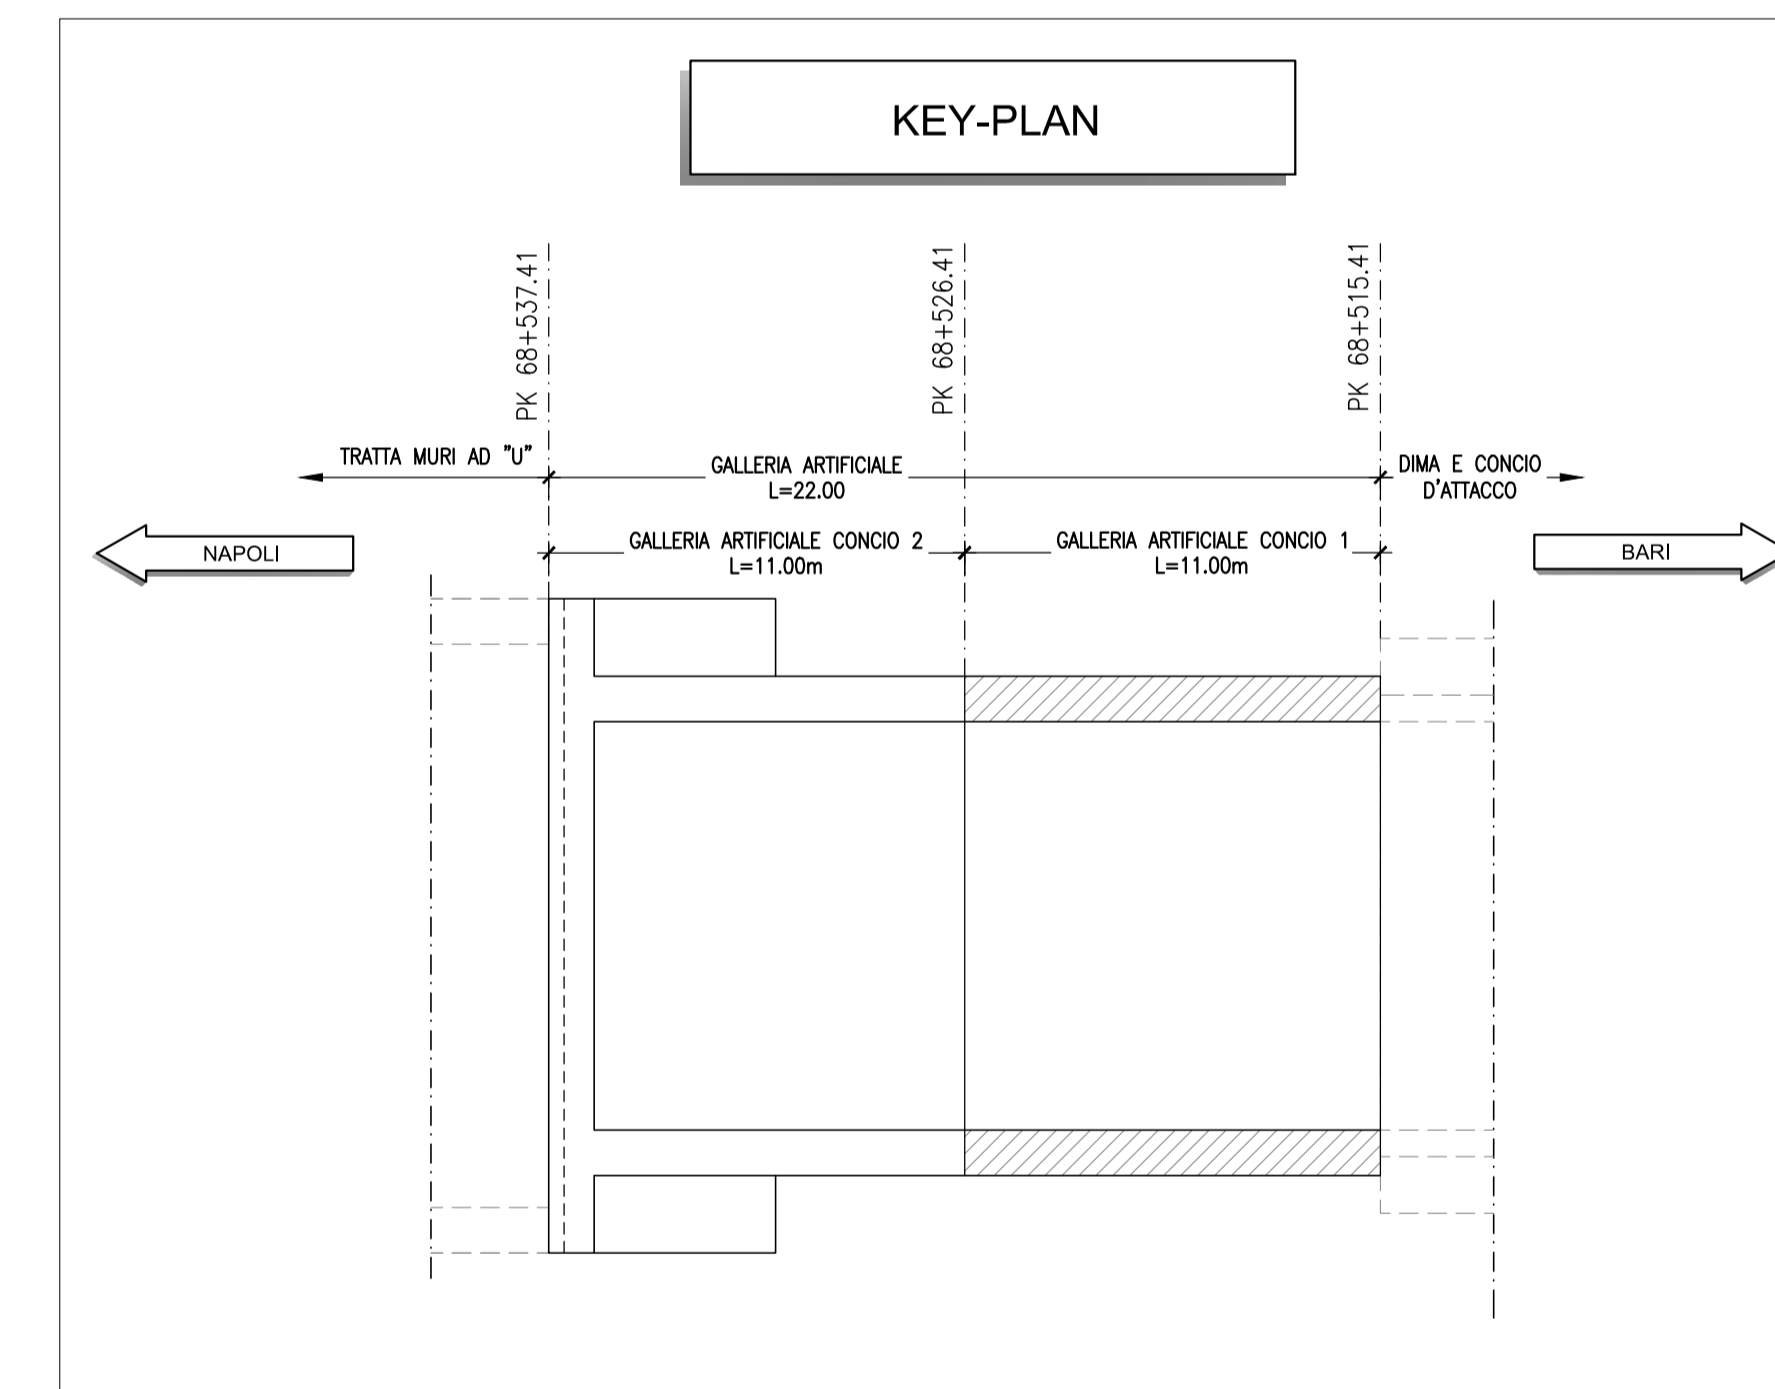 KEY-PLAN
PK 68+537.41
PK 68+526.41
PK 68+515.41
TRATTA MURI AD "U"
GALLERIA ARTIFICIALE
L=22.00
DIMA E CONCIO
D'ATTACCO
NAPOLI
GALLERIA ARTIFICIALE CONCIO 2
L=11.00m
GALLERIA ARTIFICIALE CONCIO 1
L=11.00m
BARI